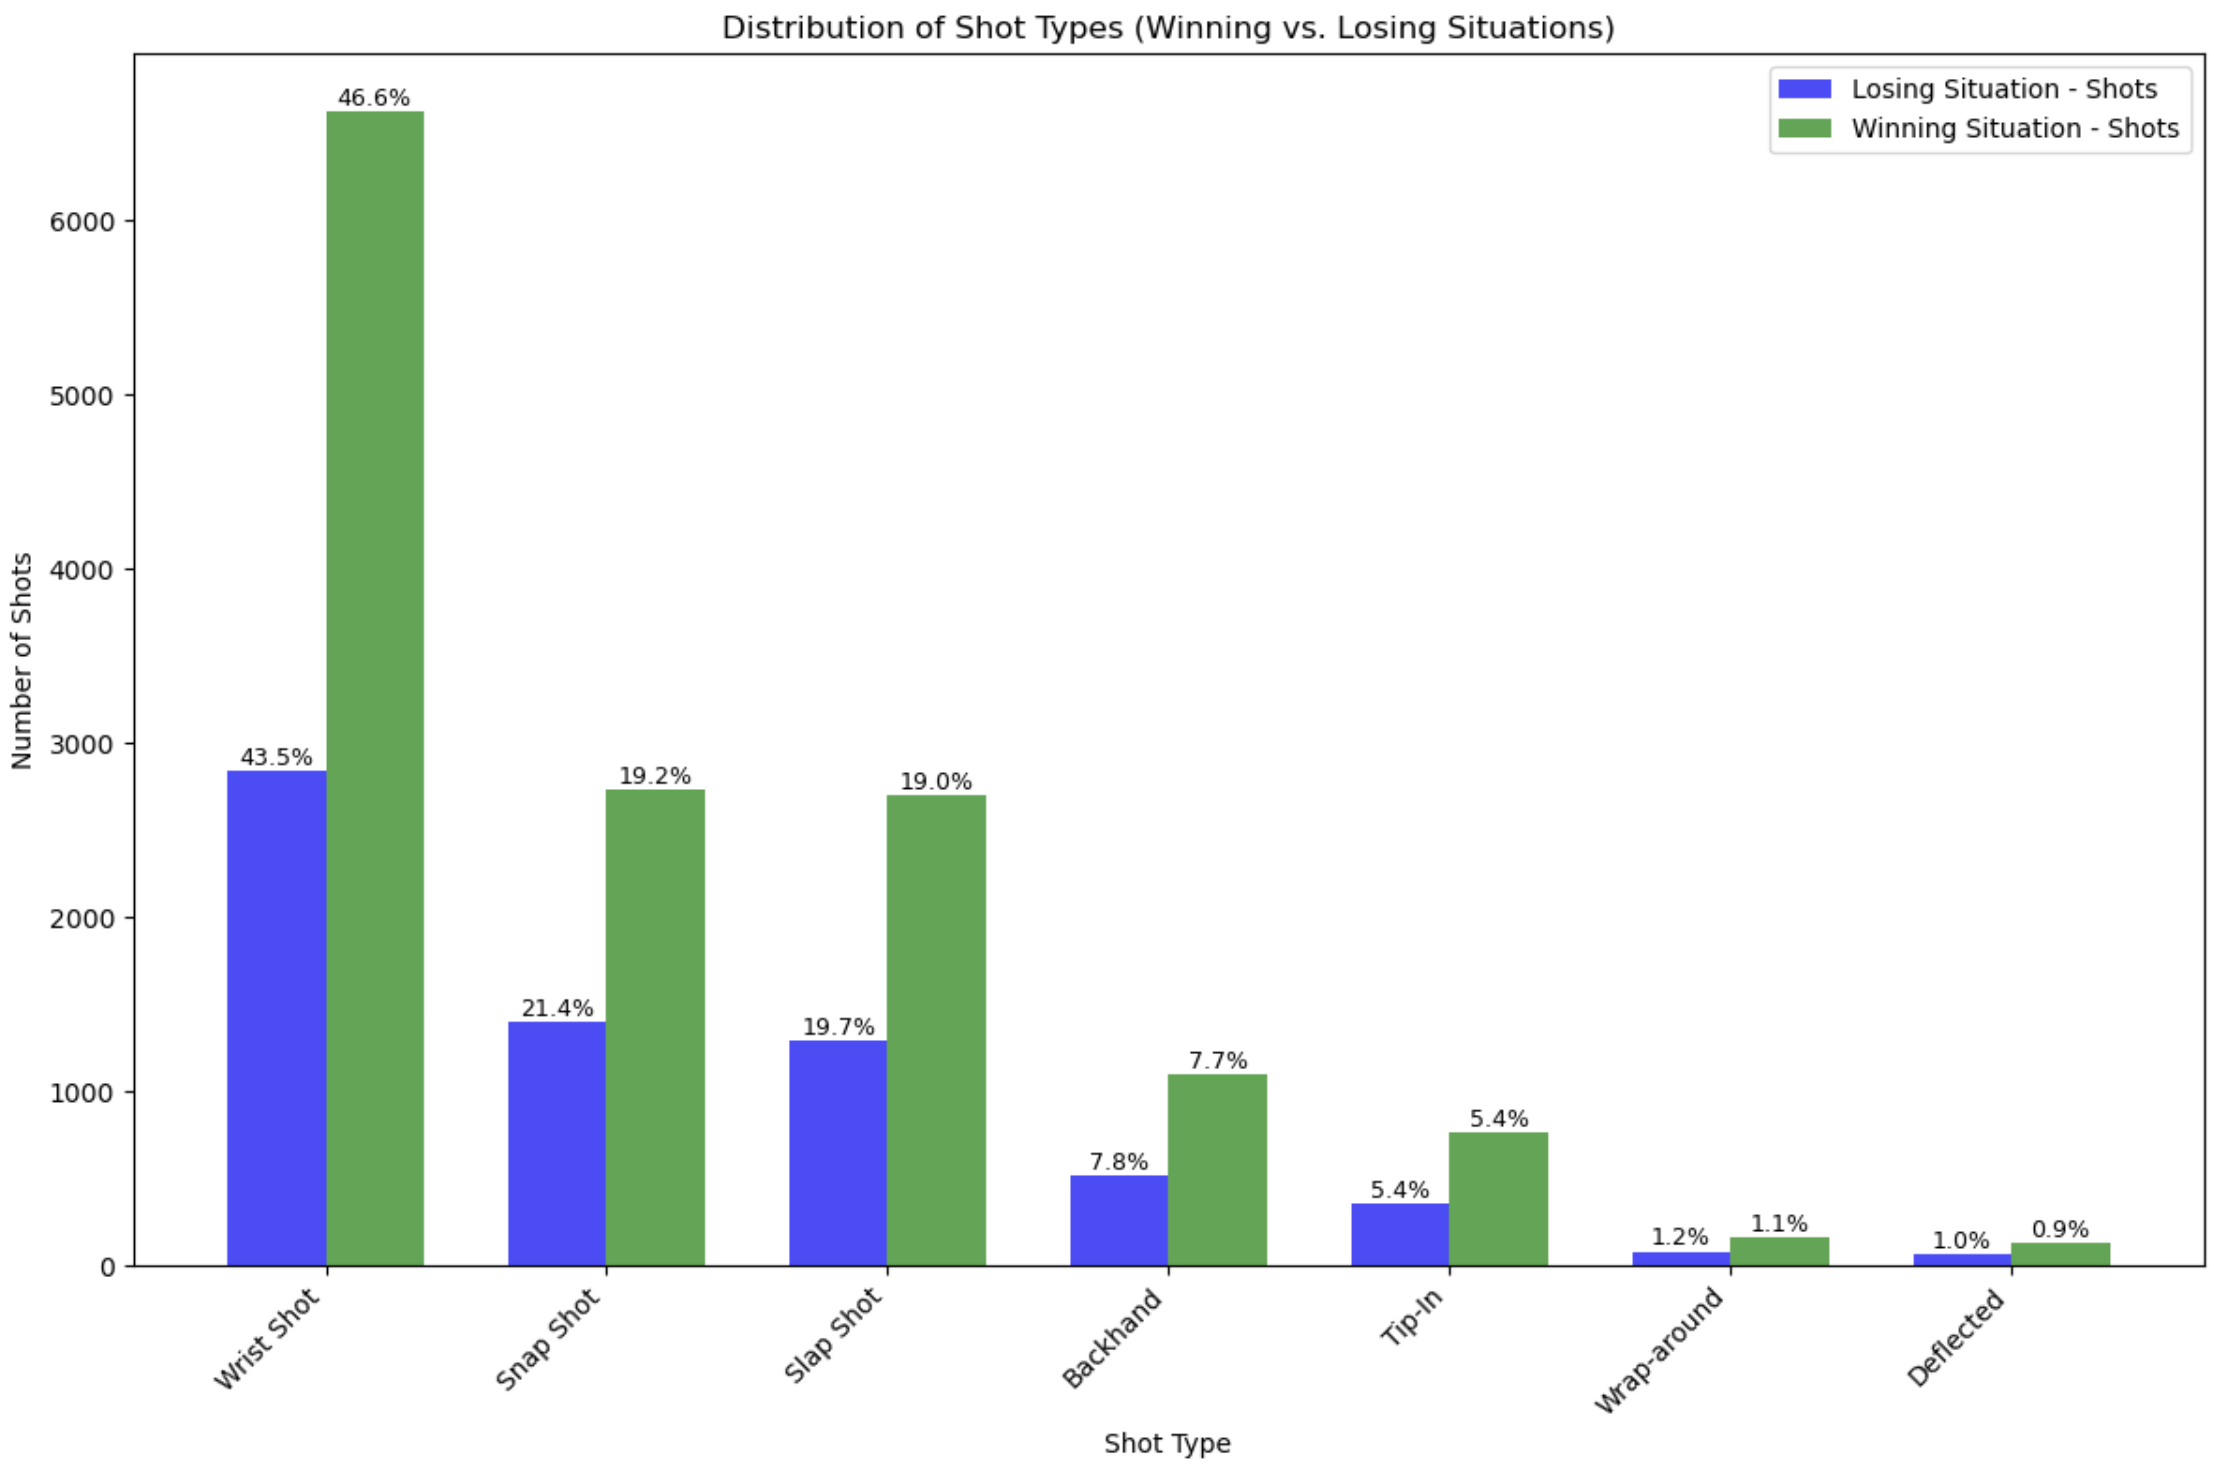 Distribution of Shot Types (Winning vs. Losing Situations)
Losing Situation - Shots
Winning Situation - Shots
Number of Shots
6000
5000
4000
3000
2000
1000
0
43.5%
46.6%
21.4%
19.2%
19.7%
19.0%
7.8%
7.7%
5.4%
5.4%
1.2%
1.1%
1.0%
0.9%
Wrist Shot
Snap Shot
Slap Shot
Backhand
Tip-In
Wrap-around
Deflected
Shot Type